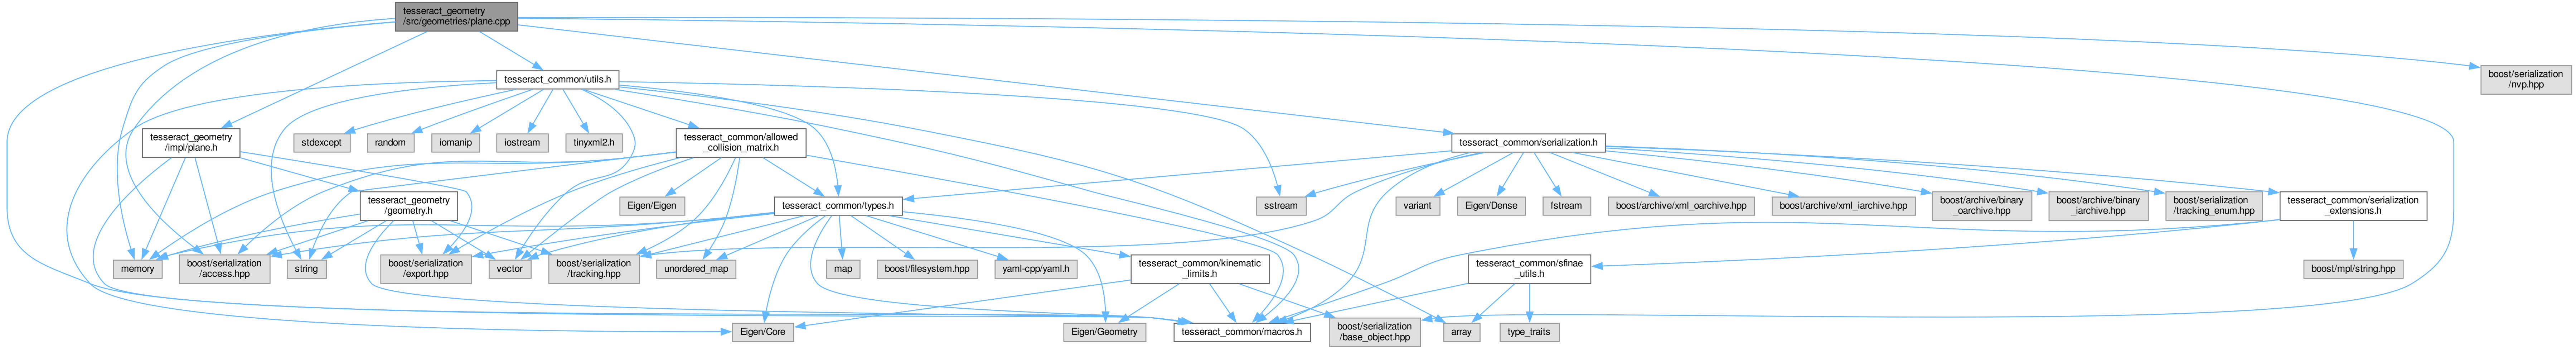 tesseract_geometry
/src/geometries/plane.cpp
tesseract_common/utils.h
boost/serialization
/nvp.hpp
tesseract_geometry
/impl/plane.h
stdexcept
random
iomanip
iostream
tinyxml2.h
tesseract_common/allowed
_collision_matrix.h
tesseract_common/serialization.h
tesseract_geometry
/geometry.h
Eigen/Eigen
tesseract_common/types.h
sstream
variant
Eigen/Dense
fstream
boost/archive/xml_oarchive.hpp
boost/archive/xml_iarchive.hpp
boost/archive/binary
_oarchive.hpp
boost/archive/binary
_iarchive.hpp
boost/serialization
/tracking_enum.hpp
tesseract_common/serialization
_extensions.h
memory
boost/serialization
/access.hpp
string
boost/serialization
/export.hpp
vector
boost/serialization
/tracking.hpp
unordered_map
map
boost/filesystem.hpp
yaml-cpp/yaml.h
tesseract_common/kinematic
_limits.h
tesseract_common/sfinae
_utils.h
boost/mpl/string.hpp
Eigen/Core
Eigen/Geometry
tesseract_common/macros.h
boost/serialization
/base_object.hpp
array
type_traits